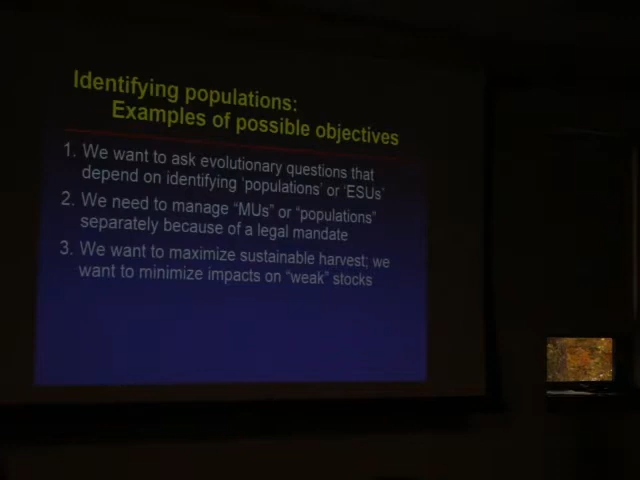 Identifying populations:
Examples of possible objectives
1. We want to ask evolutionary questions that
depend on identifying 'populations' or 'ESUs'
2. We need to manage “MUs” or “populations”
separately because of a legal mandate
3. We want to maximize sustainable harvest; we
want to minimize impacts on “weak” stocks